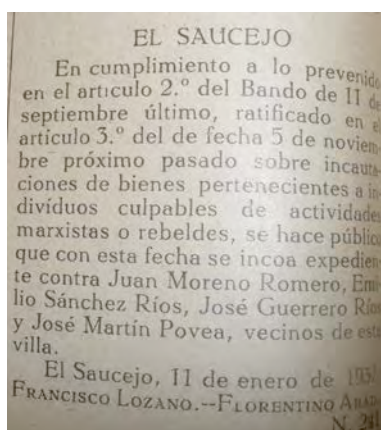 EL SAUCEJO
En cumplimiento a lo prevenido
en el artículo 2.º del Bando de 11 de
septiembre último, ratificado en e
artículo 3.º del de fecha 5 de noviem
bre próximo pasado sobre incauta
ciones de bienes pertenecientes a in
divíduos culpables de actividades
marxistas o rebeldes, se hace público
que con esta fecha se incoa expedien
te contra Juan Moreno Romero, Emi
lio Sánchez Ríos, José Guerrero Ríos
y José Martín Povea, vecinos de esta
villa.
El Saucejo, 11 de enero de
FRANCISCO LOZANO.--FLORENTINO
N. 241